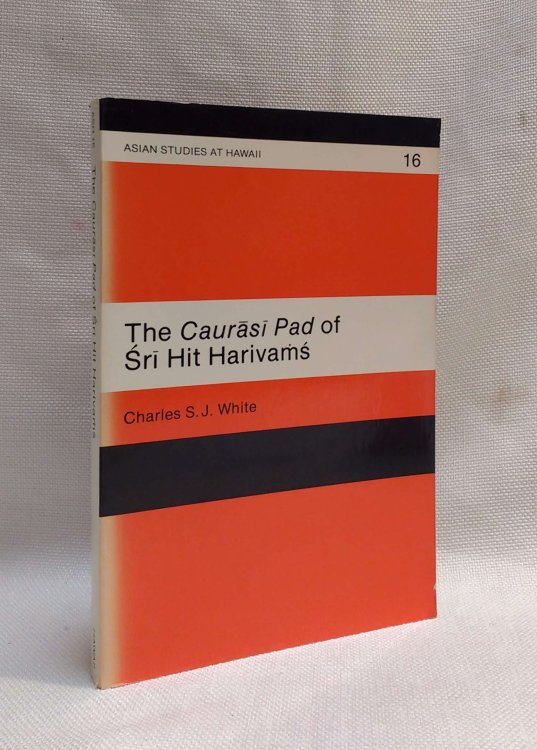 ASIAN STUDIES AT HAWAII
16
The Caurāsī Pad of
Śrī Hit Harivaṁś
Charles S. J. White
The Caurāsī Pad of Śrī Hit Harivaṁś